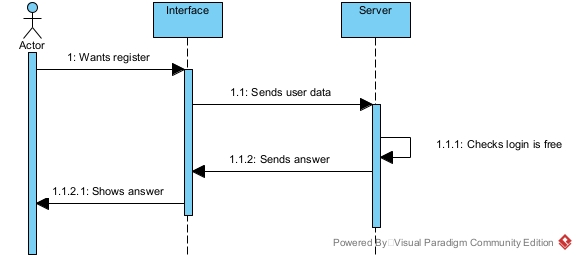 Interface
Server
Actor
1: Wants register
1.1: Sends user data
1.1.1: Checks login is free
1.1.2: Sends answer
1.1.2.1: Shows answer
Powered By Visual Paradigm Community Edition